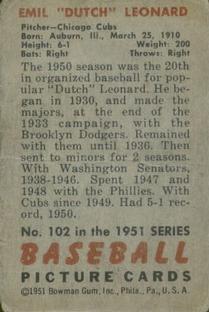 EMIL "DUTCH" LEONARD
Pitcher-Chicago Cubs
Born: Auburn, Ill., March 25, 1910
Height: 6-1 Weight: 200
Bats: Right Throws: Right
The 1950 season was the 20th
in organized baseball for pop-
ular "Dutch" Leonard. He be-
gan in 1930, and made the
majors, at the end of the
1933 campaign, with the
Brooklyn Dodgers. Remained
with them until 1936. Then
sent to minors for 2 seasons.
With Washington Senators,
1938-1946. Spent 1947 and
1948 with the Phillies. With
Cubs since 1949. Had 5-1 rec-
ord, 1950.
No. 102 in the 1951 SERIES
BASEBALL
PICTURE CARDS
©1951 Bowman Gum, Inc., Phila., Pa., U. S. A.